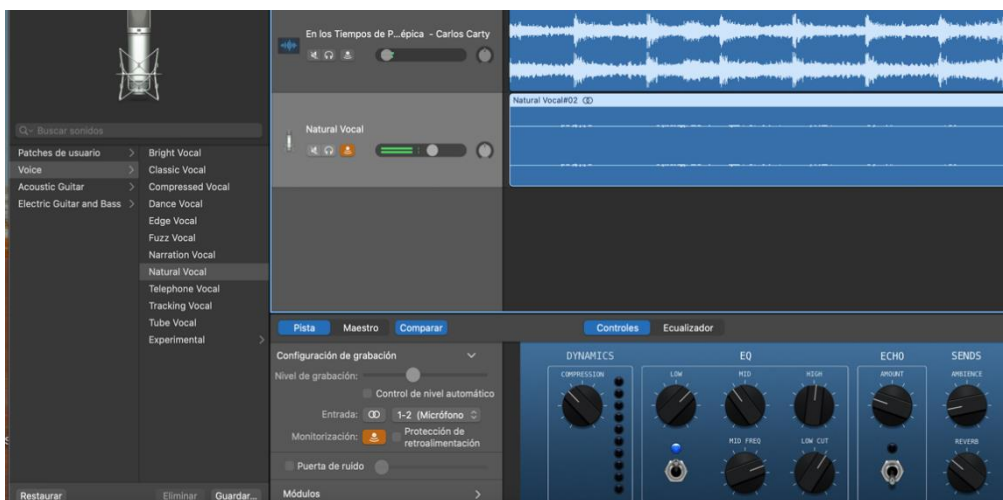 Buscar sonidos
Patches de usuario
Voice
Acoustic Guitar
Electric Guitar and Bass
Bright Vocal
Classic Vocal
Compressed Vocal
Dance Vocal
Edge Vocal
Fuzz Vocal
Narration Vocal
Natural Vocal
Telephone Vocal
Tracking Vocal
Tube Vocal
Experimental
Restaurar
Eliminar
Guardar...
En los Tiempos de P...épica - Carlos Carty
Natural Vocal
Natural Vocal#02
Pista
Maestro
Comparar
Controles
Ecualizador
Configuración de grabación
Nivel de grabación:
Control de nivel automático
Entrada:
1-2 (Micrófono
Monitorización:
Protección de
retroalimentación
Puerta de ruido
Módulos
DYNAMICS
COMPRESSION
EQ
LOW
MID
HIGH
MID FREQ
LOW CUT
ECHO
AMOUNT
SENDS
AMBIENCE
REVERB